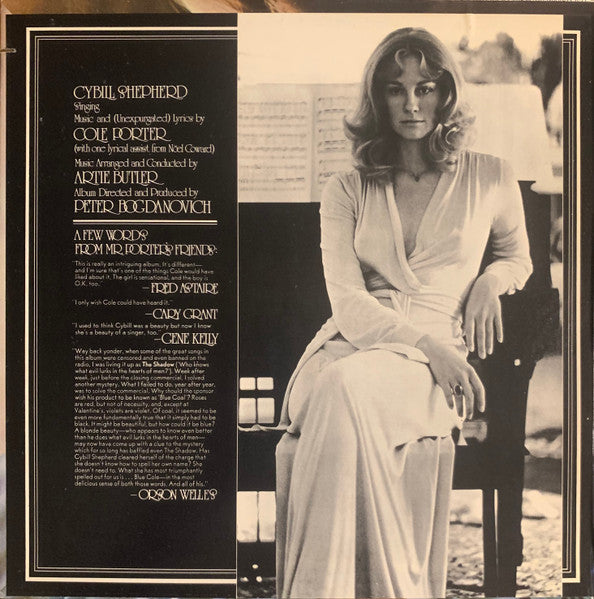 CYBILL SHEPHERD
Singing
Music and (Unexpurgated) Lyrics by
COLE PORTER
(with one lyrical assist, from Noël Coward)
Music Arranged and Conducted by
ARTIE BUTLER
Album Directed and Produced by
PETER BOGDANOVICH
A FEW WORDS
FROM MR. PORTER'S FRIENDS:
"This is really an intriguing album. It's different—
and I'm sure that's one of the things Cole would have
liked about it. The girl is sensational, and the boy is
O.K., too."
—FRED ASTAIRE
"I only wish Cole could have heard it."
—CARY GRANT
"I used to think Cybill was a beauty but now I know
she's a beauty of a singer, too."
—GENE KELLY
"Way back yonder, when some of the great songs in
this album were censored and even banned on the
radio, I was living it up as The Shadow ('Who knows
what evil lurks in the hearts of men?'). Week after
week, just before the closing commercial, I solved
another mystery. What I failed to do, year after year,
was to solve the commercial. Why should the sponsor
wish his product to be known as 'Blue Coal'? Roses
are red, but not of necessity, and, except at
Valentine's, violets are violet. Of coal, it seemed to be
even more fundamentally true that it simply had to be
black. It might be beautiful, but how could it be blue?
A blonde beauty—who appears to know even better
than he does what evil lurks in the hearts of men—
may now have come up with a clue to the mystery
which for so long has baffled even The Shadow. Has
Cybill Shepherd cleared herself of the charge that
she doesn't know how to spell her own name? She
doesn't need to. What she has most triumphantly
spelled out for us is . . . Blue Cole—in the most
delicious sense of both those words. And all of his."
—ORSON WELLES